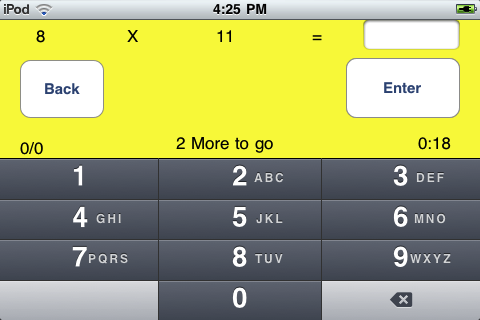 iPod 4:25 PM
8 X 11 =
Back Enter
0/0 2 More to go 0:18
1 2 ABC 3 DEF
4 GHI 5 JKL 6 MNO
7 PQRS 8 TUV 9 WXYZ
0